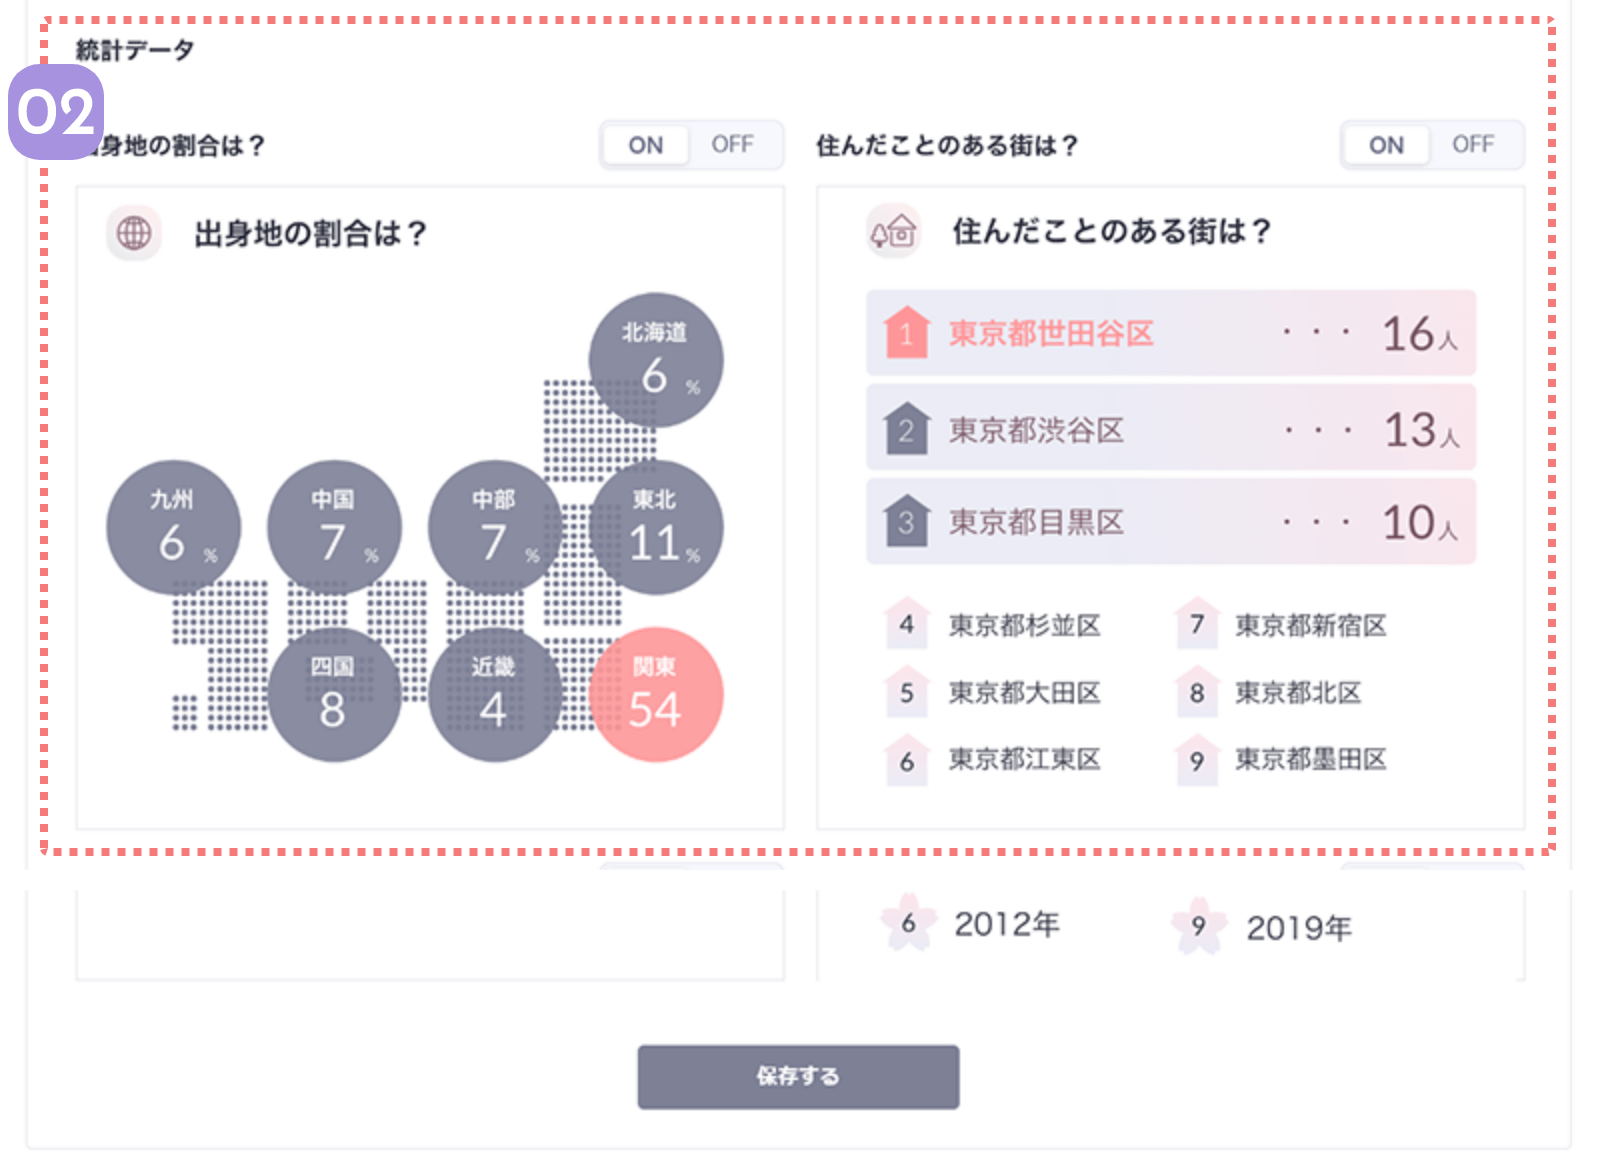 統計データ
02
身地の割合は？
ON OFF
住んだことのある街は？
ON OFF
出身地の割合は？
北海道
6 %
九州
6 %
中国
7 %
中部
7 %
東北
11 %
四国
8
近畿
4
関東
54
住んだことのある街は？
1 東京都世田谷区 ・・・ 16人
2 東京都渋谷区 ・・・ 13人
3 東京都目黒区 ・・・ 10人
4 東京都杉並区
7 東京都新宿区
5 東京都大田区
8 東京都北区
6 東京都江東区
9 東京都墨田区
6 2012年
9 2019年
保存する